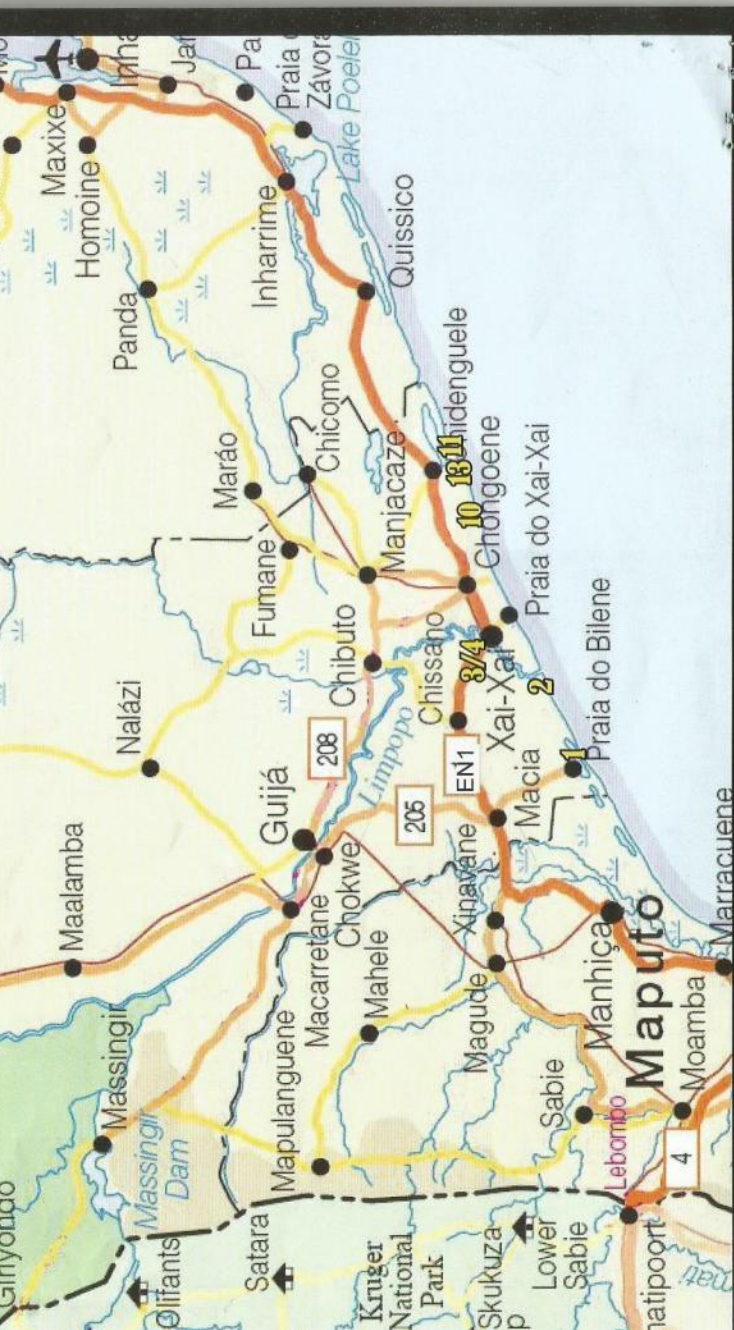 Maxixe
Homoine
Praia
Závora
Lake Poelela
Inharrime
Quissico
Panda
Chicomo
Maráo
Manjacaze
Chidenguele
11
13
10
Chongoene
Fumane
Praia do Xai-Xai
Chibuto
Chissano
3/4
Xai-Xai
2
Praia do Bilene
1
Nalázi
208
Limpopo
EN1
Guijá
205
Macia
Maalamba
Chokwe
Xinavane
Macarretane
Mahele
Magude
Manhiça
Maputo
Marracuene
Massingir
Massingir
Dam
Mapulanguene
Sabie
Lebombo
Moamba
4
Olifants
Satara
Kruger
National
Park
Skukuza
Lower
Sabie